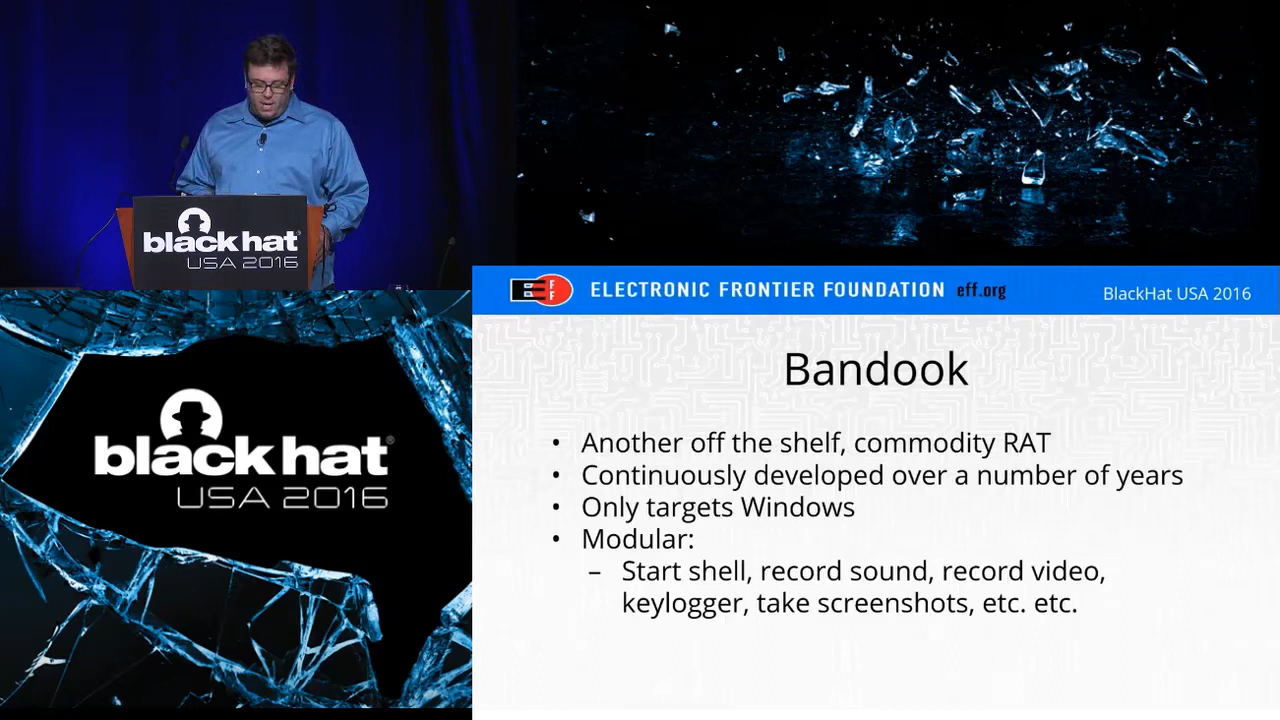 black hat
USA 2016
black hat
USA 2016
EFF
ELECTRONIC FRONTIER FOUNDATION eff.org
BlackHat USA 2016
Bandook
• Another off the shelf, commodity RAT
• Continuously developed over a number of years
• Only targets Windows
• Modular:
– Start shell, record sound, record video,
keylogger, take screenshots, etc. etc.